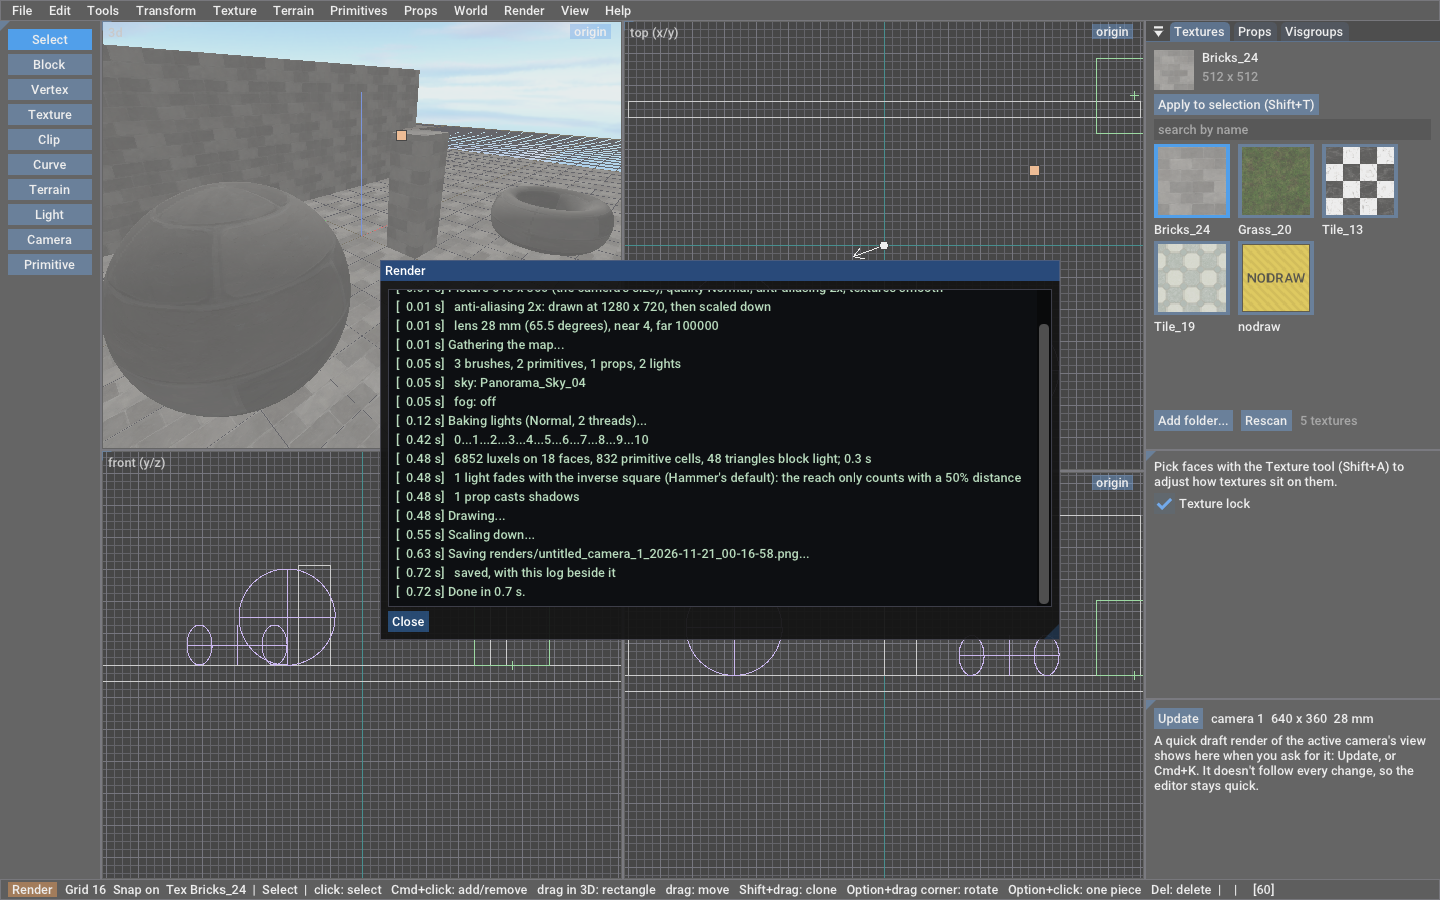 File Edit Tools Transform Texture Terrain Primitives Props World Render View Help
Select
Block
Vertex
Texture
Clip
Curve
Terrain
Light
Camera
Primitive
origin
top (x/y)
origin
front (y/z)
origin
Render
[ 0.01 s] anti-aliasing 2x: drawn at 1280 x 720, then scaled down
[ 0.01 s] lens 28 mm (65.5 degrees), near 4, far 100000
[ 0.01 s] Gathering the map...
[ 0.05 s] 3 brushes, 2 primitives, 1 props, 2 lights
[ 0.05 s] sky: Panorama_Sky_04
[ 0.05 s] fog: off
[ 0.12 s] Baking lights (Normal, 2 threads)...
[ 0.42 s] 0...1...2...3...4...5...6...7...8...9...10
[ 0.48 s] 6852 luxels on 18 faces, 832 primitive cells, 48 triangles block light; 0.3 s
[ 0.48 s] 1 light fades with the inverse square (Hammer's default): the reach only counts with a 50% distance
[ 0.48 s] 1 prop casts shadows
[ 0.48 s] Drawing...
[ 0.55 s] Scaling down...
[ 0.63 s] Saving renders/untitled_camera_1_2026-11-21_00-16-58.png...
[ 0.72 s] saved, with this log beside it
[ 0.72 s] Done in 0.7 s.
Close
Textures Props Visgroups
Bricks_24
512 x 512
Apply to selection (Shift+T)
search by name
Bricks_24 Grass_20 Tile_13
NODRAW
Tile_19 nodraw
Add folder... Rescan 5 textures
Pick faces with the Texture tool (Shift+A) to
adjust how textures sit on them.
Texture lock
Update camera 1 640 x 360 28 mm
A quick draft render of the active camera's view
shows here when you ask for it: Update, or
Cmd+K. It doesn't follow every change, so the
editor stays quick.
Render Grid 16 Snap on Tex Bricks_24 | Select | click: select Cmd+click: add/remove drag in 3D: rectangle drag: move Shift+drag: clone Option+drag corner: rotate Option+click: one piece Del: delete | | [60]